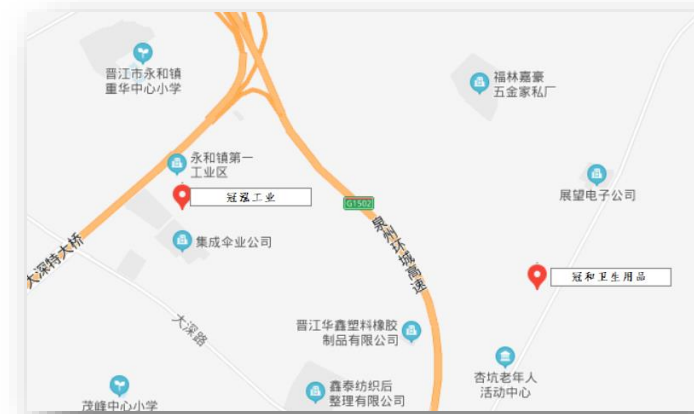 晋江市永和镇
重华中心小学
福林嘉豪
五金家私厂
永和镇第一
工业区
冠泓工业
展望电子公司
G1502
泉州环城高速
集成伞业公司
大深特大桥
冠和卫生用品
大深路
晋江华鑫塑料橡胶
制品有限公司
杏坑老年人
活动中心
鑫泰纺织后
整理有限公司
茂峰中心小学